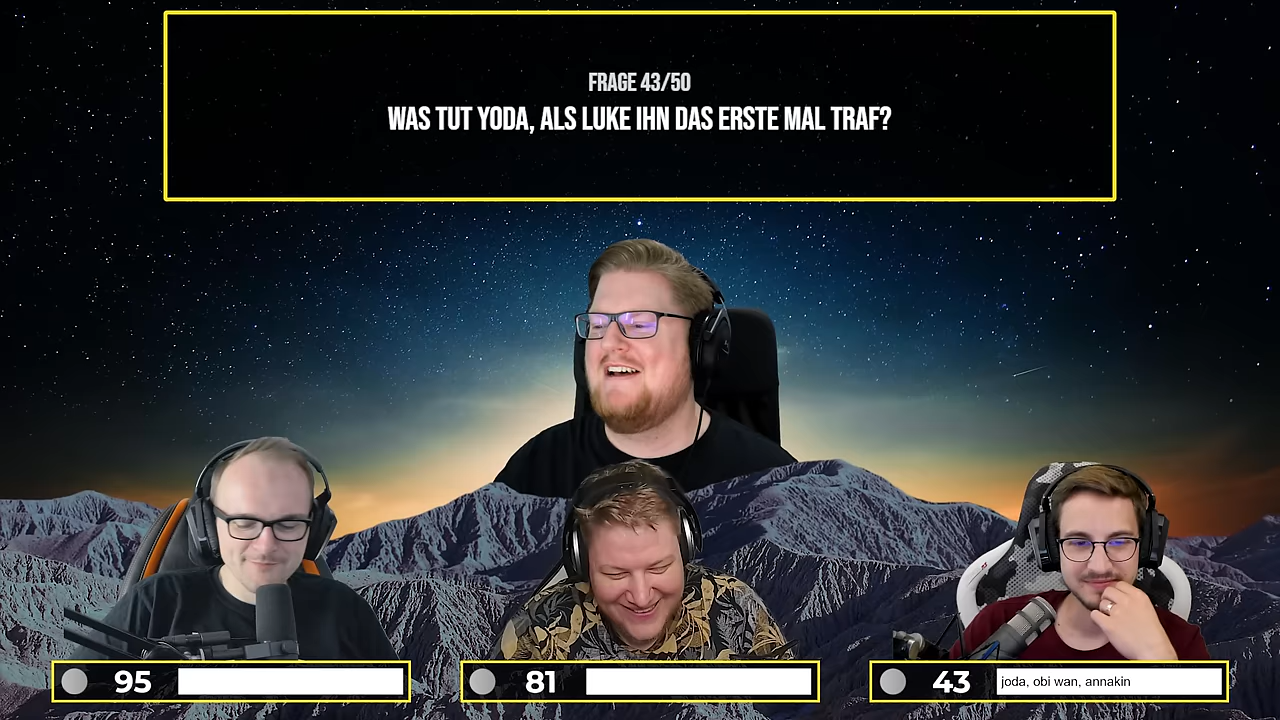 FRAGE 43/50
WAS TUT YODA, ALS LUKE IHN DAS ERSTE MAL TRAF?
95
81
43
joda, obi wan, annakin